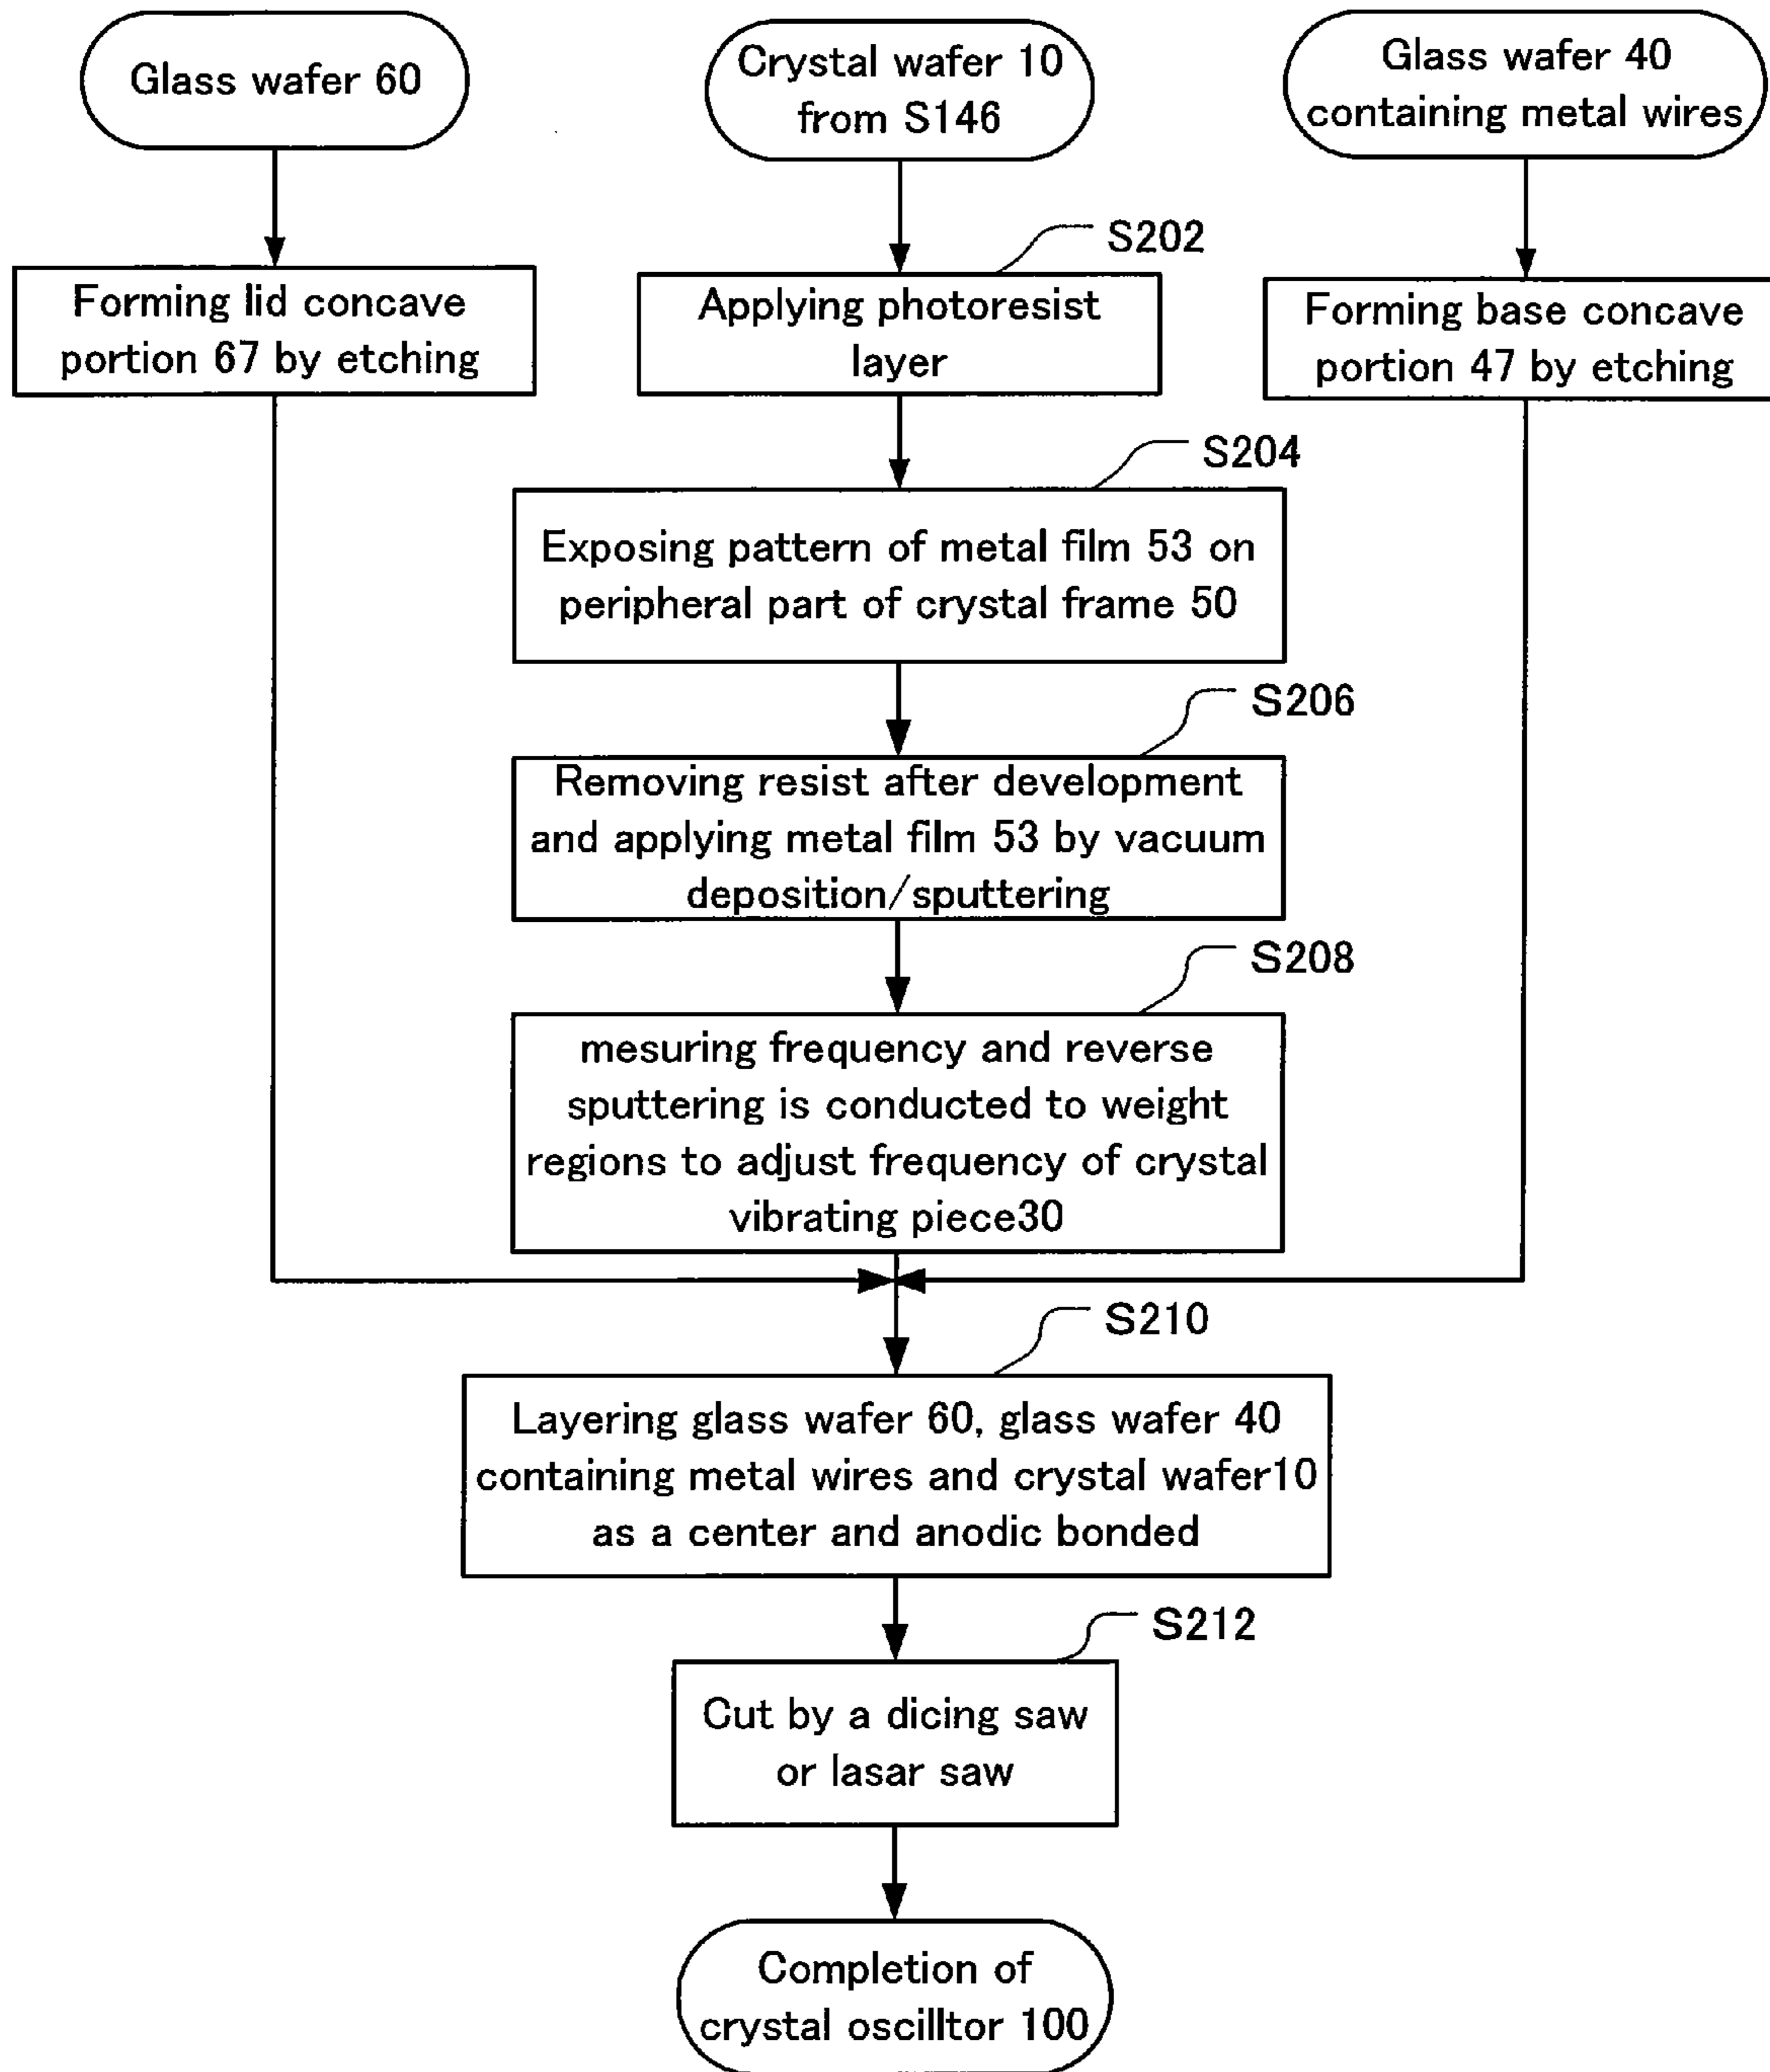 Glass wafer 60
Crystal wafer 10
from S146
Glass wafer 40
containing metal wires
Forming lid concave
portion 67 by etching
S202
Applying photoresist
layer
Forming base concave
portion 47 by etching
S204
Exposing pattern of metal film 53 on
peripheral part of crystal frame 50
S206
Removing resist after development
and applying metal film 53 by vacuum
deposition/sputtering
S208
mesuring frequency and reverse
sputtering is conducted to weight
regions to adjust frequency of crystal
vibrating piece30
S210
Layering glass wafer 60, glass wafer 40
containing metal wires and crystal wafer10
as a center and anodic bonded
S212
Cut by a dicing saw
or lasar saw
Completion of
crystal oscilltor 100